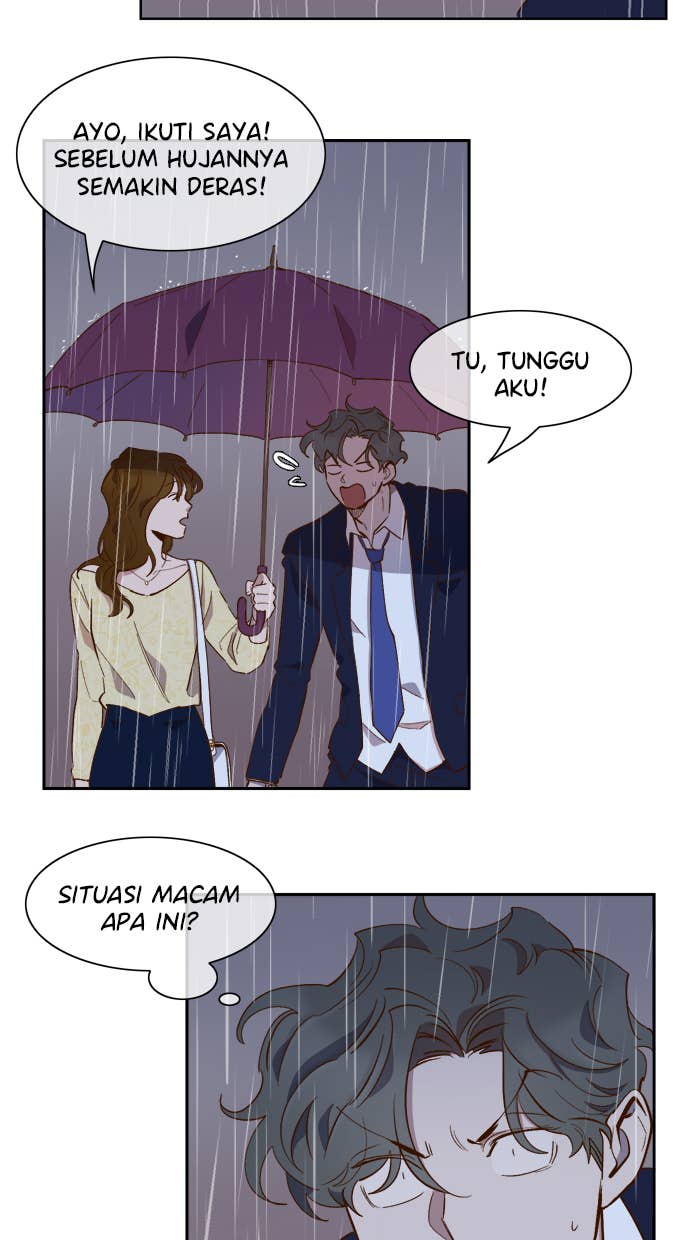 AYO, IKUTI SAYA!
SEBELUM HUJANNYA
SEMAKIN DERAS!
TU, TUNGGU
AKU!
SITUASI MACAM
APA INI?